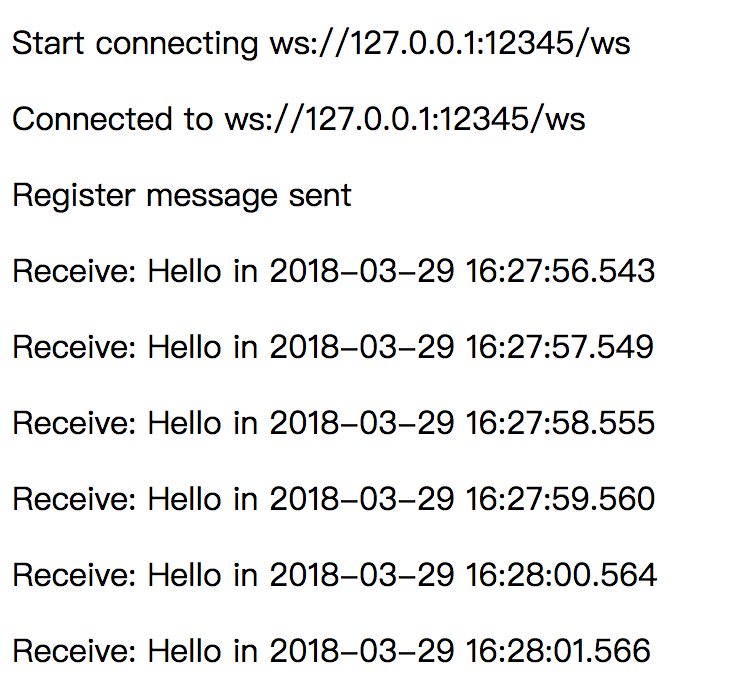 Start connecting ws://127.0.0.1:12345/ws
Connected to ws://127.0.0.1:12345/ws
Register message sent
Receive: Hello in 2018–03–29 16:27:56.543
Receive: Hello in 2018–03–29 16:27:57.549
Receive: Hello in 2018–03–29 16:27:58.555
Receive: Hello in 2018–03–29 16:27:59.560
Receive: Hello in 2018–03–29 16:28:00.564
Receive: Hello in 2018–03–29 16:28:01.566